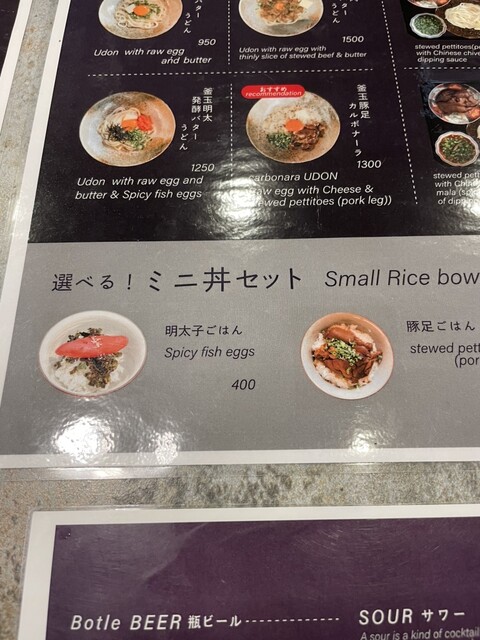 バター
うどん
950
Udon with raw egg
and butter
バター
うどん
1500
Udon with raw egg with
thinly slice of stewed beef & butter
stewed pettitoes(po
with Chinese chive
dipping sauce
釜玉明太
発酵バター
うどん
1250
Udon with raw egg and
butter & Spicy fish eggs
おすすめ
recommendation
釜玉豚足
カルボナーラ
1300
carbonara UDON
raw egg with Cheese &
stewed pettitoes (pork leg))
stewed pett
mala (sp
of dipp
選べる！ミニ丼セット Small Rice bow
明太子ごはん
Spicy fish eggs
400
豚足ごはん
stewed pett
(por
Botle BEER 瓶ビール
SOUR サワー
A sour is a kind of cocktail